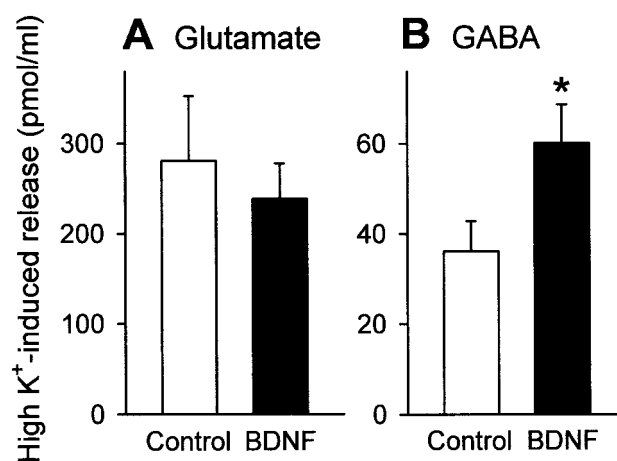 A Glutamate
B GABA
High K⁺-induced release (pmol/ml)
300
200
100
0
Control BDNF
*
60
40
20
0
Control BDNF